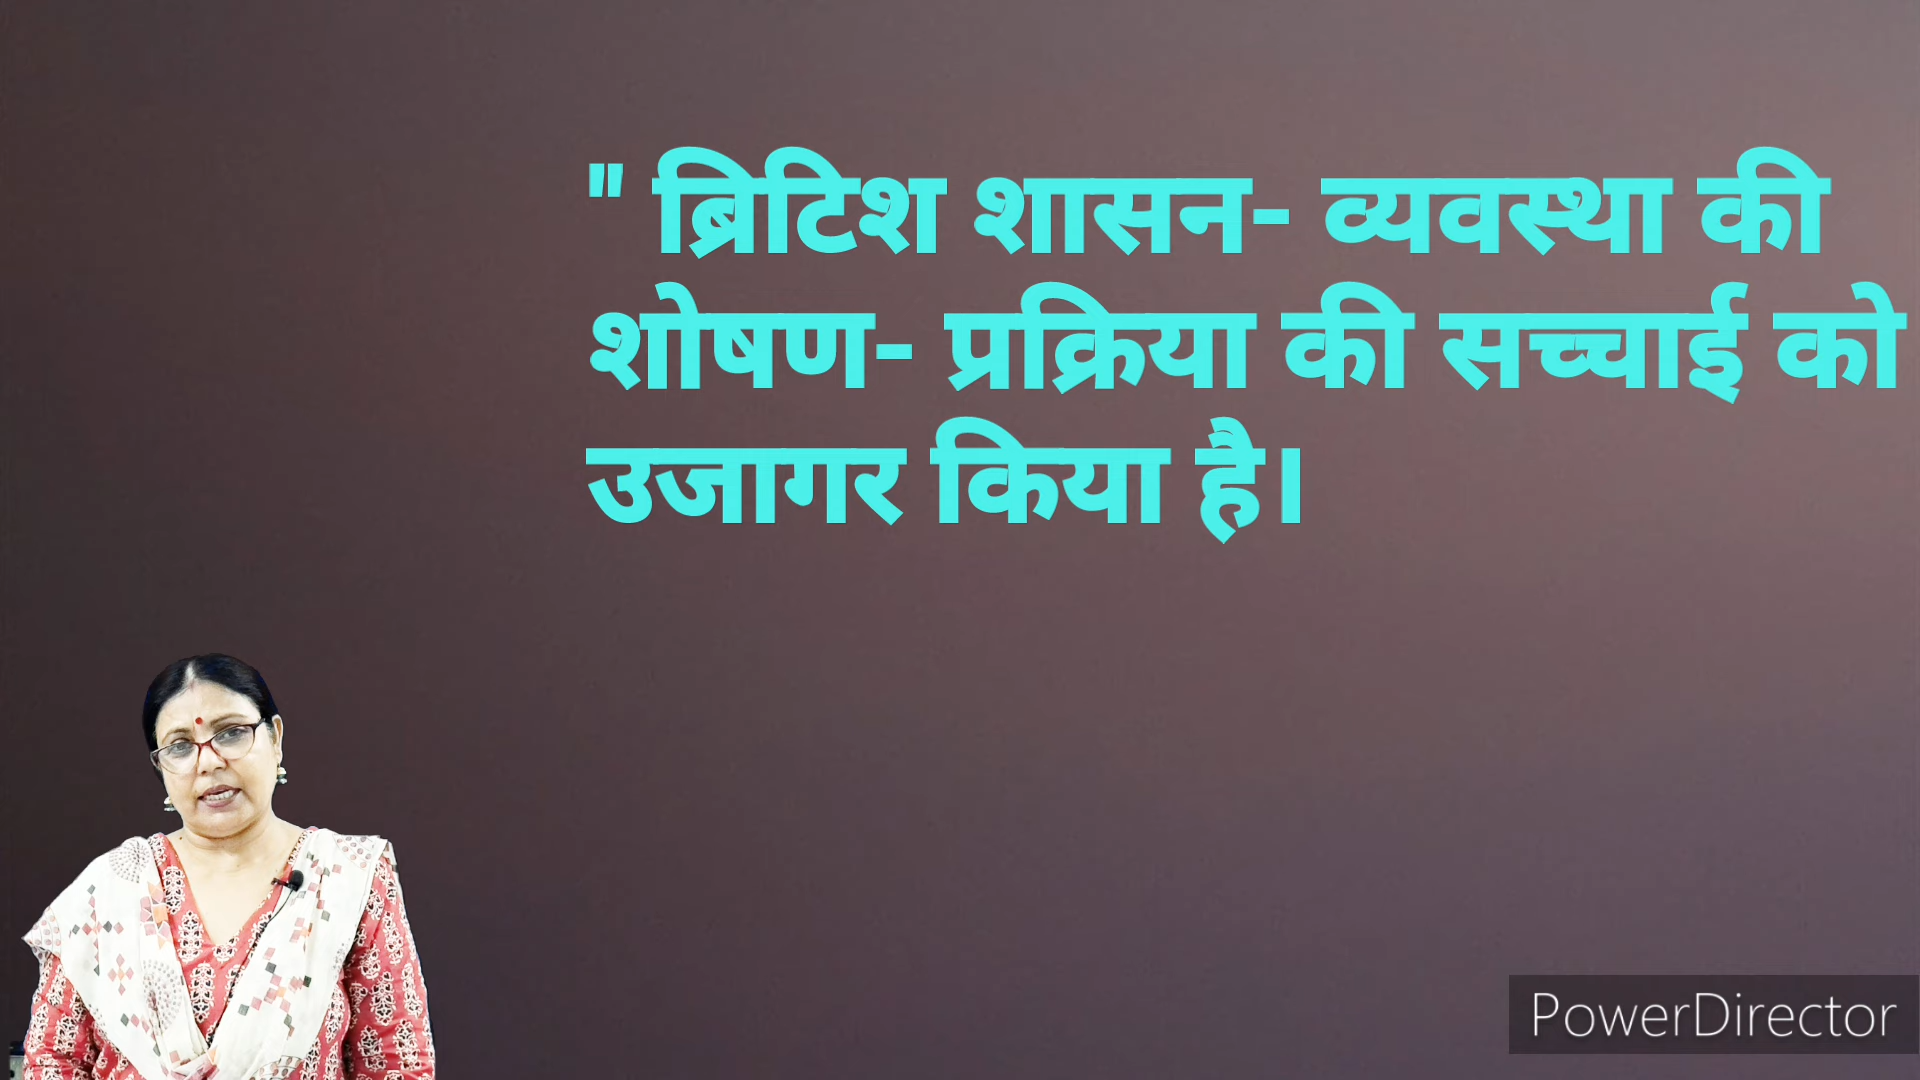 " ब्रिटिश शासन- व्यवस्था की
शोषण- प्रक्रिया की सच्चाई को
उजागर किया है।
PowerDirector